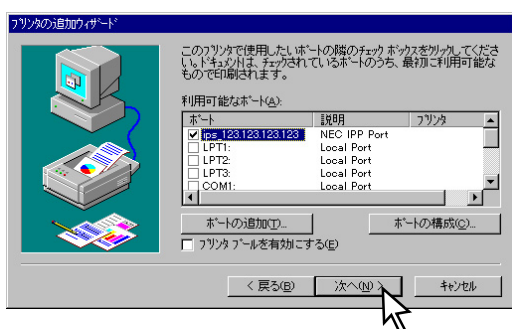 プリンタの追加ウィザード
このプリンタで使用したいポートの隣のチェック ボックスをクリックしてくださ
い。ドキュメントは、チェックされているポートのうち、最初に利用可能な
もので印刷されます。
利用可能なポート(A):
ポート 説明 プリンタ
ips_123.123.123.123 NEC IPP Port
LPT1: Local Port
LPT2: Local Port
LPT3: Local Port
COM1: Local Port
ポートの追加(T)... ポートの構成(C)...
プリンタ プールを有効にする(E)
< 戻る(B) 次へ(N) > キャンセル